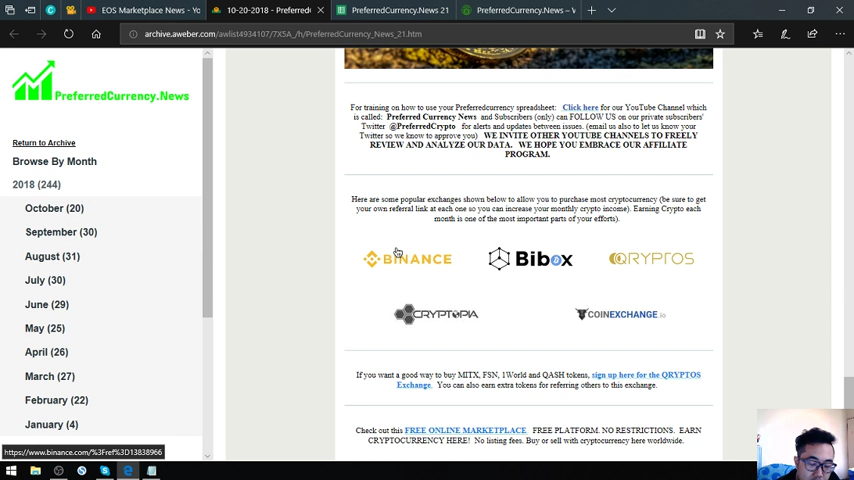 EOS Marketplace News - Yo
10-20-2018 - Preferred
PreferredCurrency.News 21
PreferredCurrency.News – V
archive.aweber.com/awlist4934107/7X5A_/h/PreferredCurrency_News_21.htm
PreferredCurrency.News
Return to Archive
Browse By Month
2018 (244)
October (20)
September (30)
August (31)
July (30)
June (29)
May (25)
April (26)
March (27)
February (22)
January (4)
https://www.binance.com/%3Fref%3D13838966
For training on how to use your Preferredcurrency spreadsheet: Click here for our YouTube Channel which
is called: Preferred Currency News and Subscribers (only) can FOLLOW US on our private subscribers'
Twitter @PreferredCrypto for alerts and updates between issues. (email us also to let us know your
Twitter so we know to approve you) WE INVITE OTHER YOUTUBE CHANNELS TO FREELY
REVIEW AND ANALYZE OUR DATA. WE HOPE YOU EMBRACE OUR AFFILIATE
PROGRAM.
Here are some popular exchanges shown below to allow you to purchase most cryptocurrency (be sure to get
your own referral link at each one so you can increase your monthly crypto income). Earning Crypto each
month is one of the most important parts of your efforts).
BINANCE
Bibox
QRYPTOS
CRYPTOPIA
COINEXCHANGE.io
If you want a good way to buy MITX, FSN, 1World and QASH tokens, sign up here for the QRYPTOS
Exchange. You can also earn extra tokens for referring others to this exchange.
Check out this FREE ONLINE MARKETPLACE FREE PLATFORM. NO RESTRICTIONS. EARN
CRYPTOCURRENCY HERE! No listing fees. Buy or sell with cryptocurrency here worldwide.